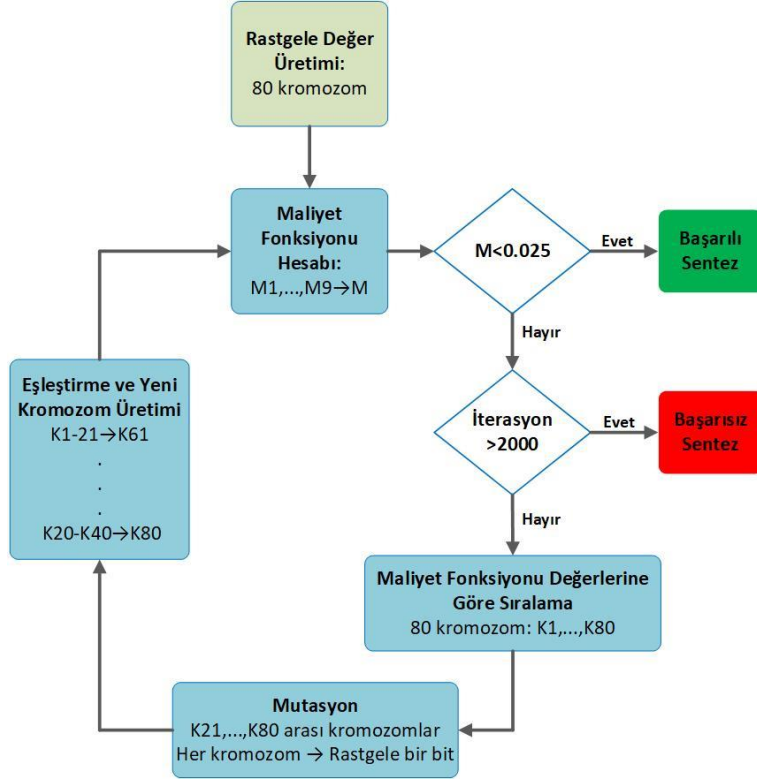 Rastgele Değer
Üretimi:
80 kromozom
Maliyet
Fonksiyonu
Hesabı:
M1,...,M9→M
M<0.025
Evet
Başarılı
Sentez
Hayır
İterasyon
>2000
Evet
Başarısız
Sentez
Hayır
Maliyet Fonksiyonu Değerlerine
Göre Sıralama
80 kromozom: K1,...,K80
Mutasyon
K21,...,K80 arası kromozomlar
Her kromozom → Rastgele bir bit
Eşleştirme ve Yeni
Kromozom Üretimi
K1-21→K61
.
.
.
K20-K40→K80